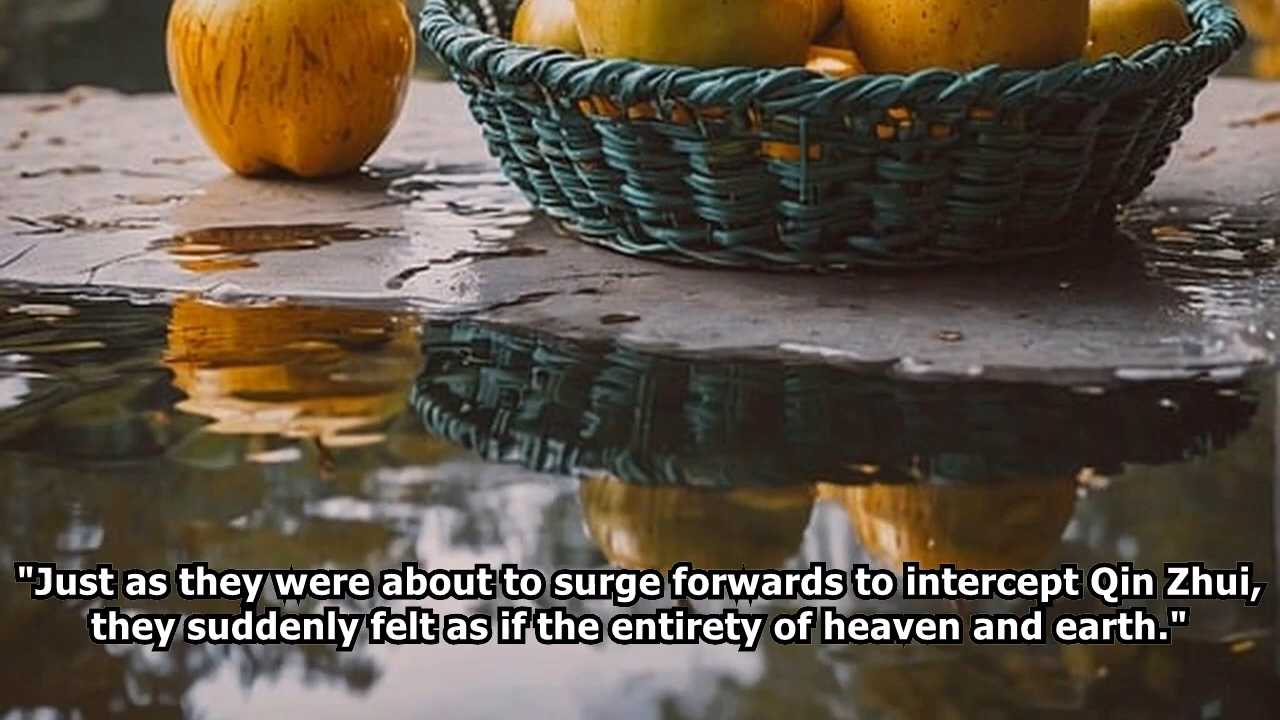 "Just as they were about to surge forwards to intercept Qin Zhui,
they suddenly felt as if the entirety of heaven and earth."